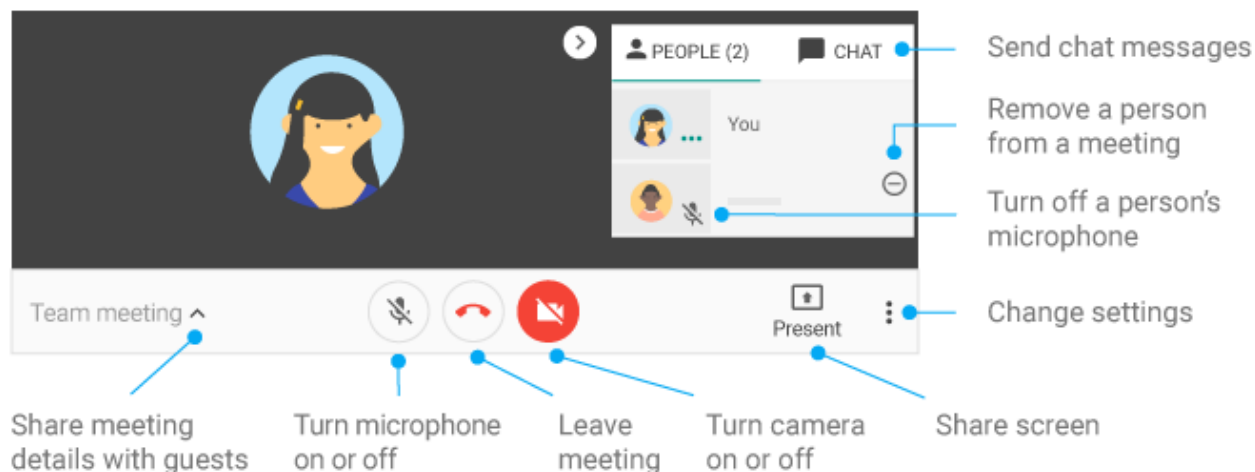 PEOPLE (2)
CHAT
Send chat messages
You
Remove a person
from a meeting
Turn off a person's
microphone
Team meeting
Present
Change settings
Share meeting
details with guests
Turn microphone
on or off
Leave
meeting
Turn camera
on or off
Share screen